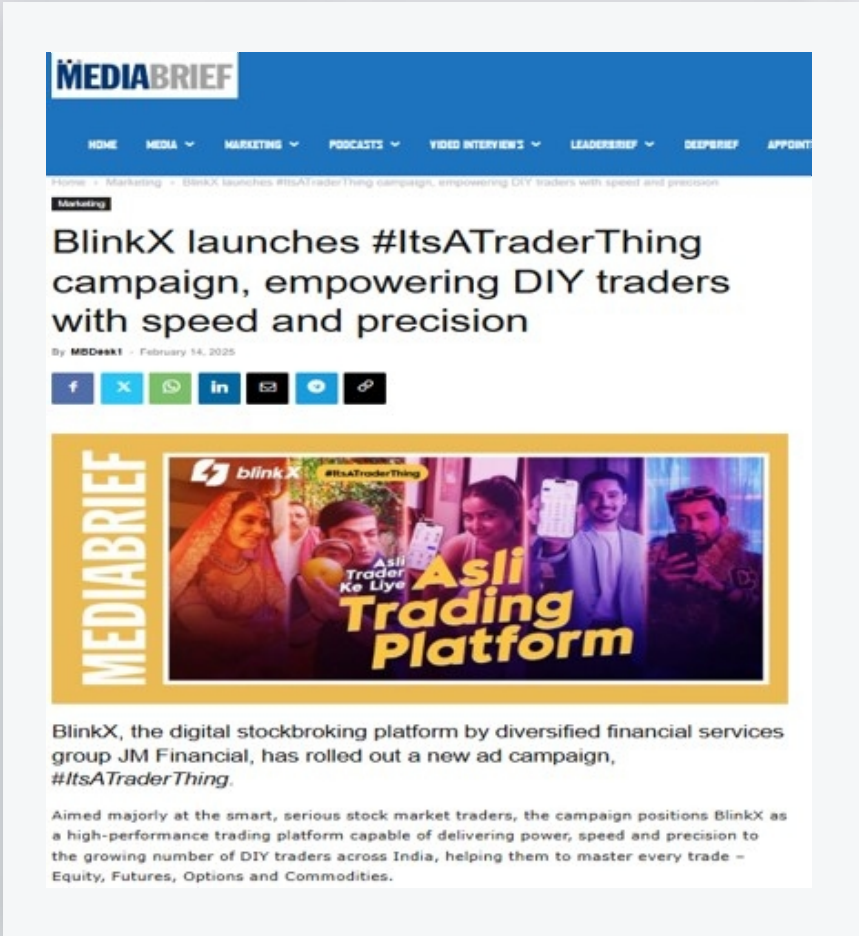 MEDIABRIEF
HOME MEDIA MARKETING PODCASTS VIDEO INTERVIEWS LEADERBRIEF DEEPBRIEF APPOINT
Home Marketing BlinkX launches #ItsATraderThing campaign, empowering DIY traders with speed and precision
Marketing
BlinkX launches #ItsATraderThing
campaign, empowering DIY traders
with speed and precision
By MBDesk1 - February 14, 2025
MEDIABRIEF
blinkX #ItsATraderThing
Asli
Trader
Ke Liye
Asli
Trading
Platform
BlinkX, the digital stockbroking platform by diversified financial services
group JM Financial, has rolled out a new ad campaign,
#ItsATraderThing.
Aimed majorly at the smart, serious stock market traders, the campaign positions BlinkX as
a high-performance trading platform capable of delivering power, speed and precision to
the growing number of DIY traders across India, helping them to master every trade –
Equity, Futures, Options and Commodities.